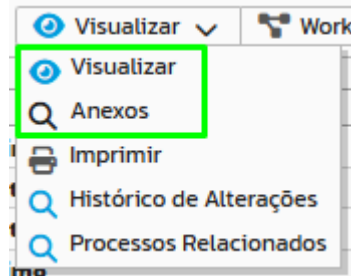 Visualizar Work
Visualizar
Anexos
Imprimir
Histórico de Alterações
Processos Relacionados